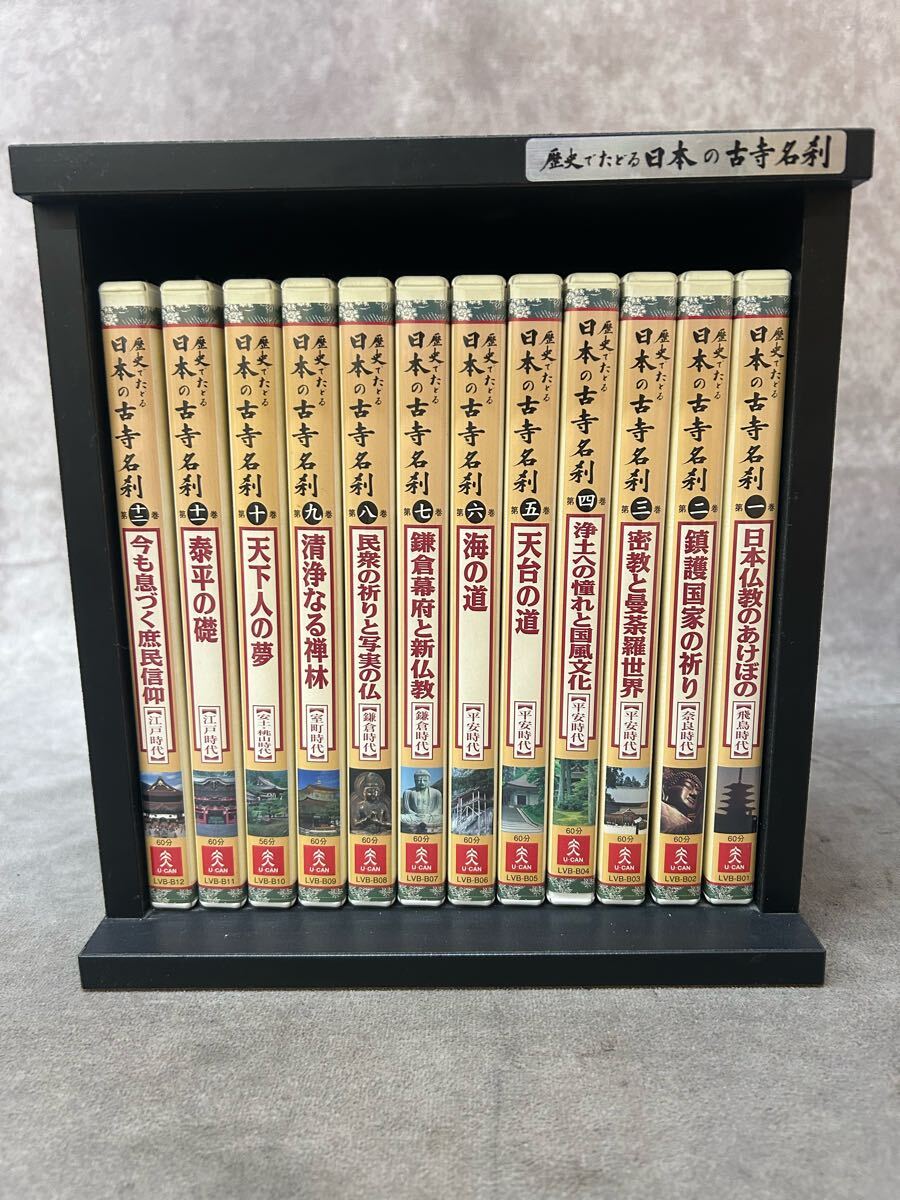 歴史でたどる日本の古寺名刹
歴史でたどる
日本の古寺名刹
第一巻
日本仏教のあけぼの
【飛鳥時代】
60分
U-CAN
LVB-B01
歴史でたどる
日本の古寺名刹
第二巻
鎮護国家の祈り
【奈良時代】
60分
U-CAN
LVB-B02
歴史でたどる
日本の古寺名刹
第三巻
密教と曼荼羅世界
【平安時代】
60分
U-CAN
LVB-B03
歴史でたどる
日本の古寺名刹
第四巻
浄土への憧れと国風文化
【平安時代】
60分
U-CAN
LVB-B04
歴史でたどる
日本の古寺名刹
第五巻
天台の道
【平安時代】
60分
U-CAN
LVB-B05
歴史でたどる
日本の古寺名刹
第六巻
海の道
【平安時代】
60分
U-CAN
LVB-B06
歴史でたどる
日本の古寺名刹
第七巻
鎌倉幕府と新仏教
【鎌倉時代】
60分
U-CAN
LVB-B07
歴史でたどる
日本の古寺名刹
第八巻
民衆の祈りと写実の仏
【鎌倉時代】
60分
U-CAN
LVB-B08
歴史でたどる
日本の古寺名刹
第九巻
清浄なる禅林
【室町時代】
60分
U-CAN
LVB-B09
歴史でたどる
日本の古寺名刹
第十巻
天下人の夢
【安土・桃山時代】
56分
U-CAN
LVB-B10
歴史でたどる
日本の古寺名刹
第十一巻
泰平の礎
【江戸時代】
60分
U-CAN
LVB-B11
歴史でたどる
日本の古寺名刹
第十二巻
今も息づく庶民信仰
【江戸時代】
60分
U-CAN
LVB-B12